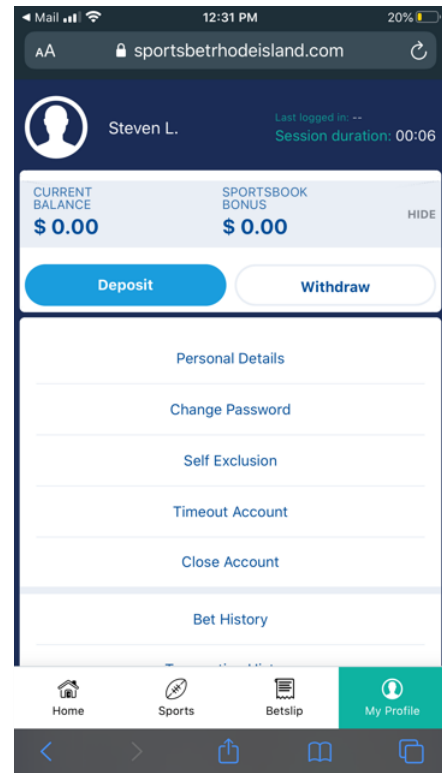 Mail 12:31 PM 20%
AA sportsbetrhodeisland.com
Steven L.
Last logged in: --
Session duration: 00:06
CURRENT
BALANCE
$ 0.00
SPORTSBOOK
BONUS
$ 0.00
HIDE
Deposit Withdraw
Personal Details
Change Password
Self Exclusion
Timeout Account
Close Account
Bet History
Home Sports Betslip My Profile